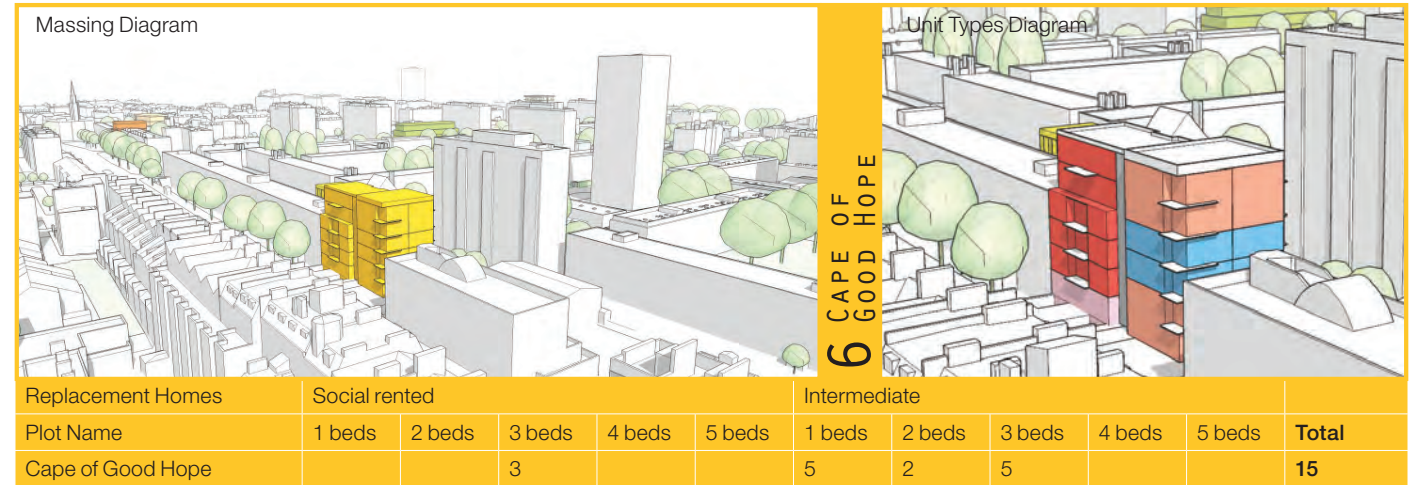 Massing Diagram
Unit Types Diagram
6 CAPE OF
GOOD HOPE
Replacement Homes Social rented Intermediate
Plot Name 1 beds 2 beds 3 beds 4 beds 5 beds 1 beds 2 beds 3 beds 4 beds 5 beds Total
Cape of Good Hope 3 5 2 5 15